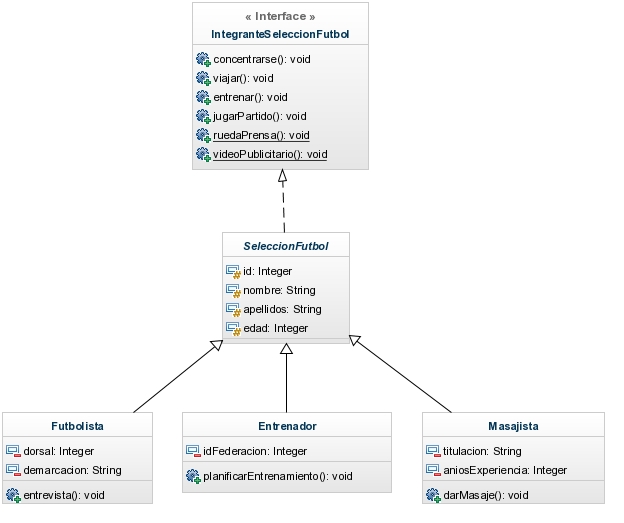 « Interface »
IntegranteSeleccionFutbol
concentrarse(): void
viajar(): void
entrenar(): void
jugarPartido(): void
ruedaPrensa(): void
videoPublicitario(): void
SeleccionFutbol
id: Integer
nombre: String
apellidos: String
edad: Integer
Futbolista
dorsal: Integer
demarcacion: String
entrevista(): void
Entrenador
idFederacion: Integer
planificarEntrenamiento(): void
Masajista
titulacion: String
aniosExperiencia: Integer
darMasaje(): void